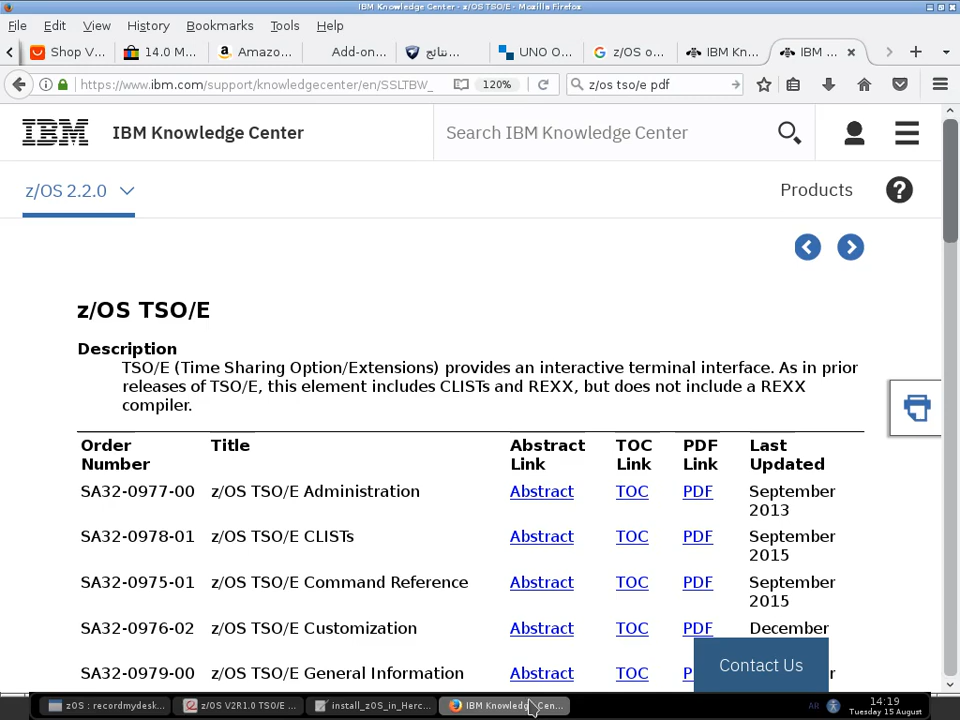 IBM Knowledge Center - z/OS TSO/E - Mozilla Firefox
File Edit View History Bookmarks Tools Help
Shop V... 14.0 M... Amazo... Add-on... نتائج... UNO O... z/OS o... IBM Kn... IBM ...
https://www.ibm.com/support/knowledgecenter/en/SSLTBW_ 120% z/os tso/e pdf
IBM IBM Knowledge Center Search IBM Knowledge Center
z/OS 2.2.0 Products ?
z/OS TSO/E
Description
TSO/E (Time Sharing Option/Extensions) provides an interactive terminal interface. As in prior
releases of TSO/E, this element includes CLISTs and REXX, but does not include a REXX
compiler.
Order Number Title Abstract Link TOC Link PDF Link Last Updated
SA32-0977-00 z/OS TSO/E Administration Abstract TOC PDF September 2013
SA32-0978-01 z/OS TSO/E CLISTs Abstract TOC PDF September 2015
SA32-0975-01 z/OS TSO/E Command Reference Abstract TOC PDF September 2015
SA32-0976-02 z/OS TSO/E Customization Abstract TOC PDF December
SA32-0979-00 z/OS TSO/E General Information Abstract TOC
Contact Us
zOS : recordmydesk... z/OS V2R1.0 TSO/E ... install_zOS_in_Herc... IBM Knowledge Cen... AR 14:19
Tuesday 15 August